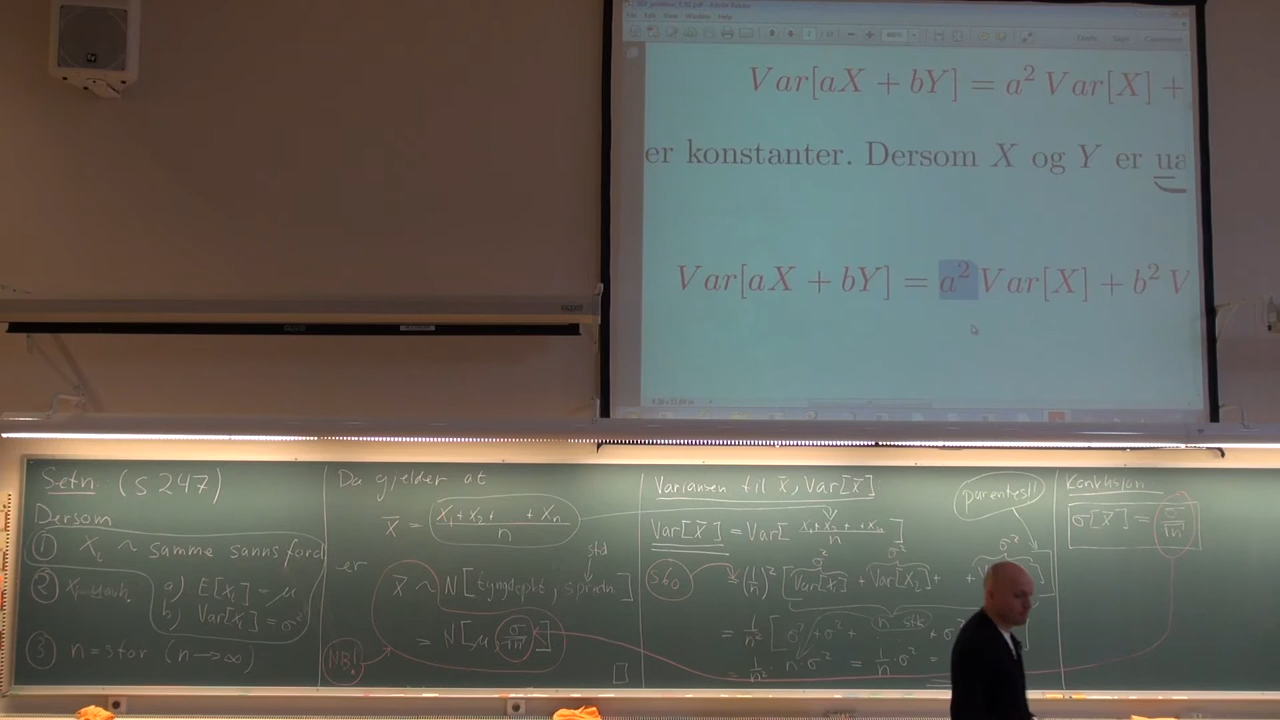 Var[aX + bY] = a² Var[X] +
er konstanter. Dersom X og Y er ua
Var[aX + bY] = a² Var[X] + b² V
Setn. (s 247)
Dersom
① Xᵢ ~ samme sanns.ford
② a) E[Xᵢ] = μ
b) Var[Xᵢ] = σ²
③ n = stor (n → ∞)
Da gjelder at
X̄ = X₁ + X₂ + ... + Xₙ / n
er
std
X̄ ~ N[tyngdepkt, spredn.]
= N[μ, σ/√n]
NB!
Variansen til X̄, Var[X̄]
parentes!!
Var[X̄] = Var[X₁ + X₂ + ... + Xₙ / n]
σ² σ² σ²
= (1/n)² [Var[X₁] + Var[X₂] + +
n stk
= 1/n² [σ² + σ² + + σ
= 1/n² · n·σ² = 1/n · σ² =
Konklusjon
σ[X̄] = σ/√n